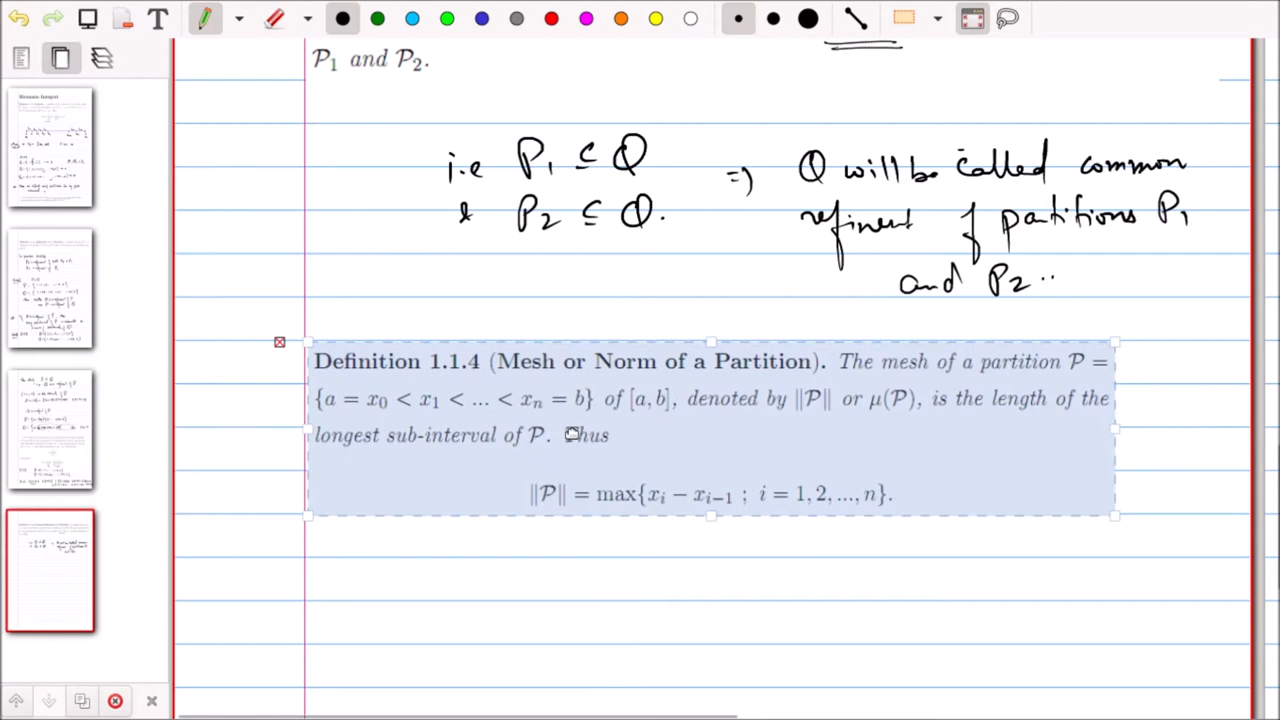 P₁ and P₂.
i.e P₁ ⊆ Q ⇒ Q will be called common
& P₂ ⊆ Q. refinent of partitions P₁
and P₂..
Definition 1.1.4 (Mesh or Norm of a Partition). The mesh of a partition P =
{a = x₀ < x₁ < ... < xₙ = b} of [a, b], denoted by ‖P‖ or μ(P), is the length of the
longest sub-interval of P. Thus
‖P‖ = max{xᵢ − xᵢ₋₁ ; i = 1, 2, ..., n}.